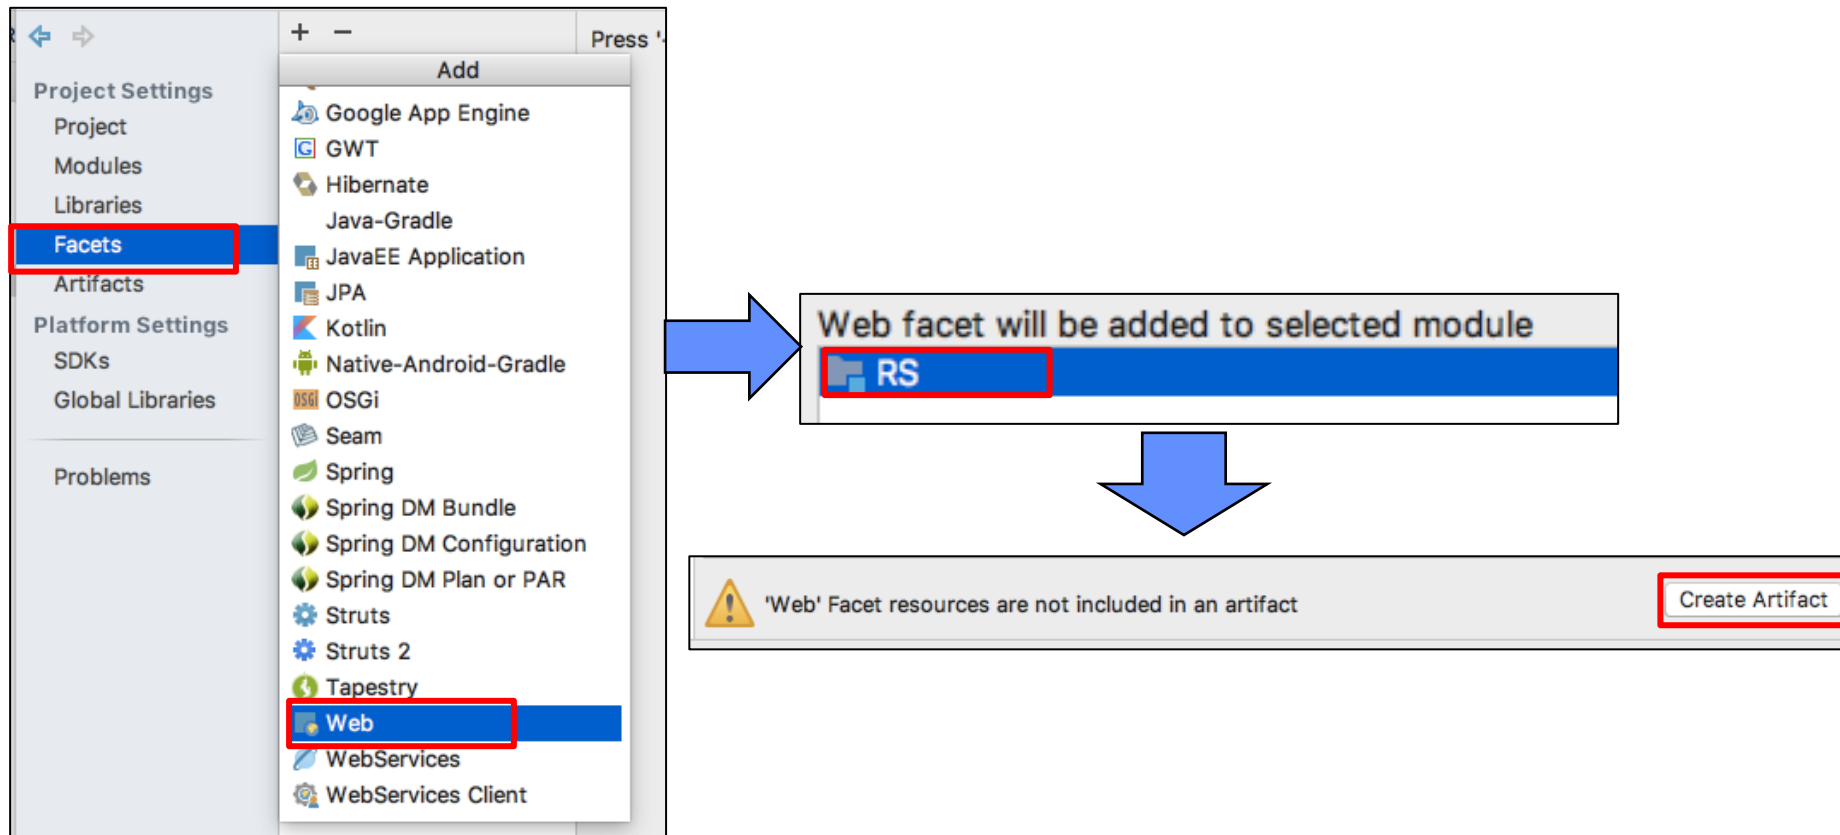 Project Settings
Project
Modules
Libraries
Facets
Artifacts
Platform Settings
SDKs
Global Libraries
Problems
+ −
Press '
Add
Google App Engine
G GWT
Hibernate
Java-Gradle
JavaEE Application
JPA
Kotlin
Native-Android-Gradle
OSGi OSGi
Seam
Spring
Spring DM Bundle
Spring DM Configuration
Spring DM Plan or PAR
Struts
Struts 2
Tapestry
Web
WebServices
WebServices Client
Web facet will be added to selected module
RS
'Web' Facet resources are not included in an artifact
Create Artifact